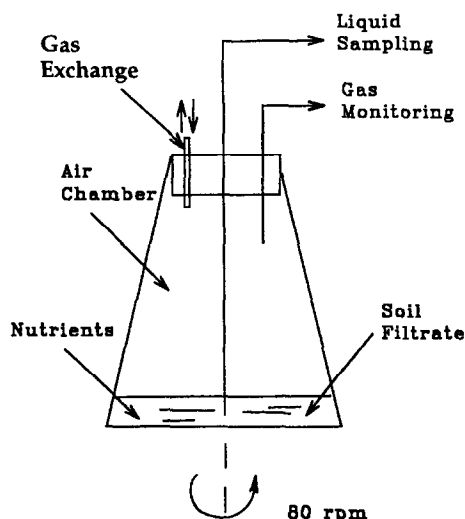 Liquid
Sampling
Gas
Exchange
Gas
Monitoring
Air
Chamber
Nutrients
Soil
Filtrate
80 rpm